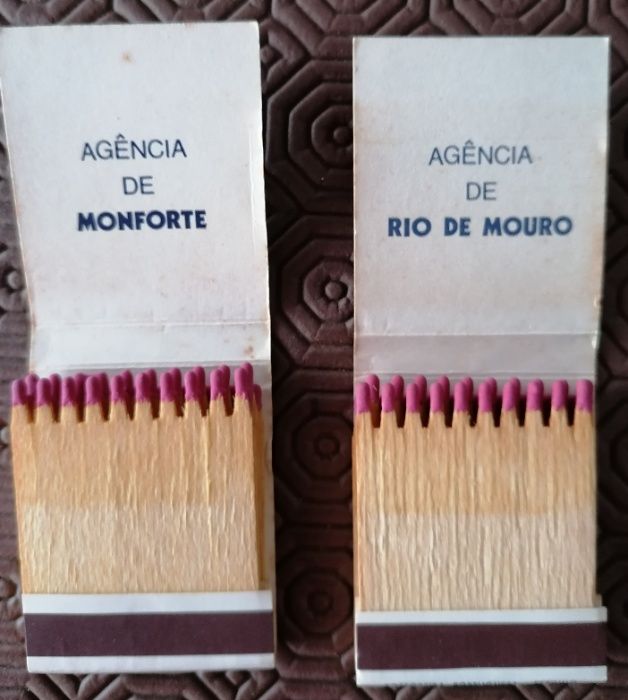 AGÊNCIA
DE
MONFORTE
AGÊNCIA
DE
RIO DE MOURO